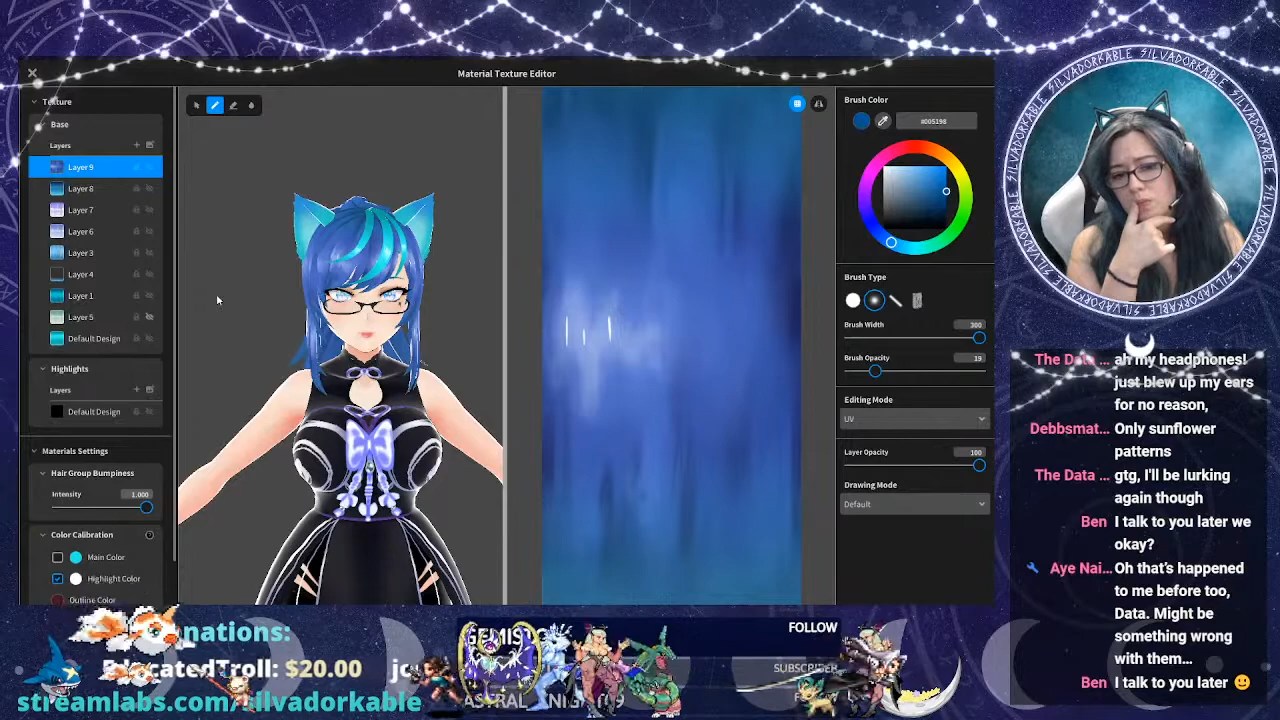 Material Texture Editor
Texture
Base
Layers
Layer 9
Layer 8
Layer 7
Layer 6
Layer 3
Layer 4
Layer 1
Layer 5
Default Design
Highlights
Layers
Default Design
Materials Settings
Hair Group Bumpiness
Intensity
1.000
Color Calibration
Main Color
Highlight Color
Outline Color
Brush Color
#005198
Brush Type
Brush Width
300
Brush Opacity
19
Editing Mode
UV
Layer Opacity
100
Drawing Mode
Default
SILVADORKABLE
SILVADORKABLE
SILVADORKABLE
The Data ... ah my headphones!
just blew up my ears
for no reason,
Debbsmat... Only sunflower
patterns
The Data ... gtg, I'll be lurking
again though
Ben I talk to you later we
okay?
Aye Nai... Oh that's happened
to me before too,
Data. Might be
something wrong
with them...
Ben I talk to you later
nations:
catedTroll: $20.00
streamlabs.com/silvadorkable
FOLLOW
SUBSCRIBER